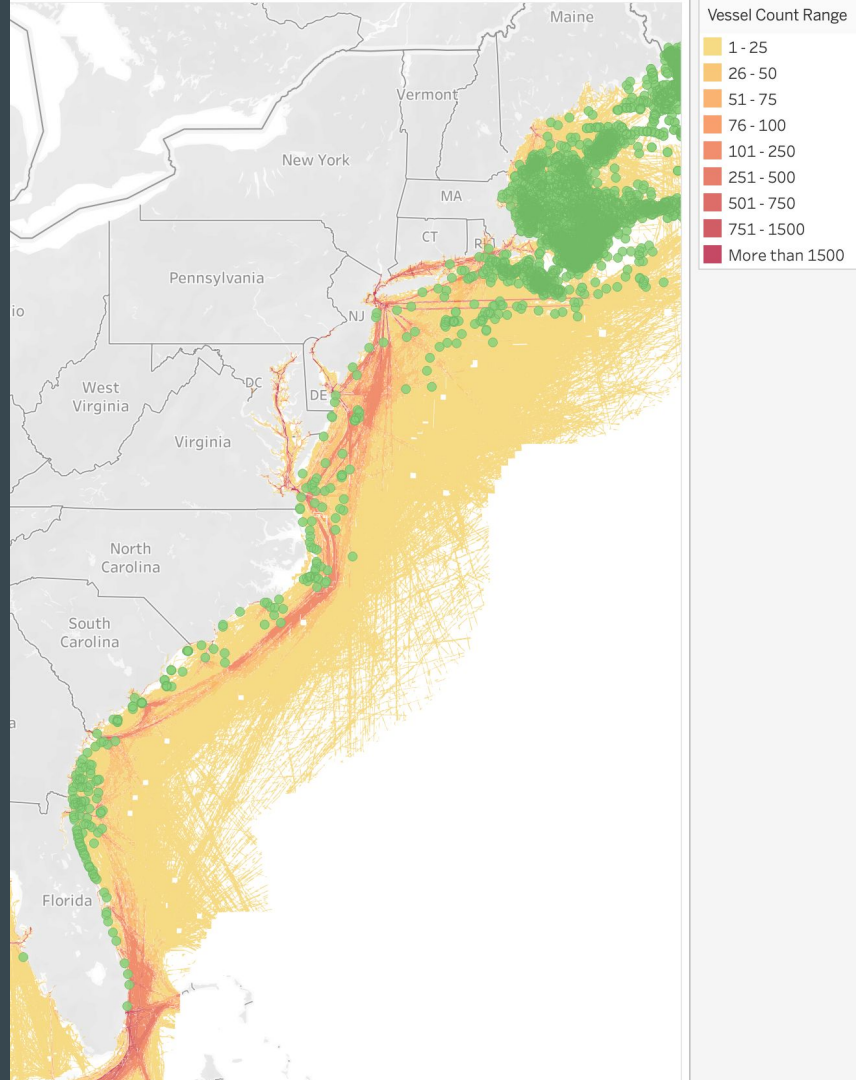 Maine
Vessel Count Range
1 - 25
26 - 50
51 - 75
76 - 100
101 - 250
251 - 500
501 - 750
751 - 1500
More than 1500
Vermont
New York
MA
CT
R
Pennsylvania
io
NJ
DC
DE
West
Virginia
Virginia
North
Carolina
South
Carolina
a
Florida